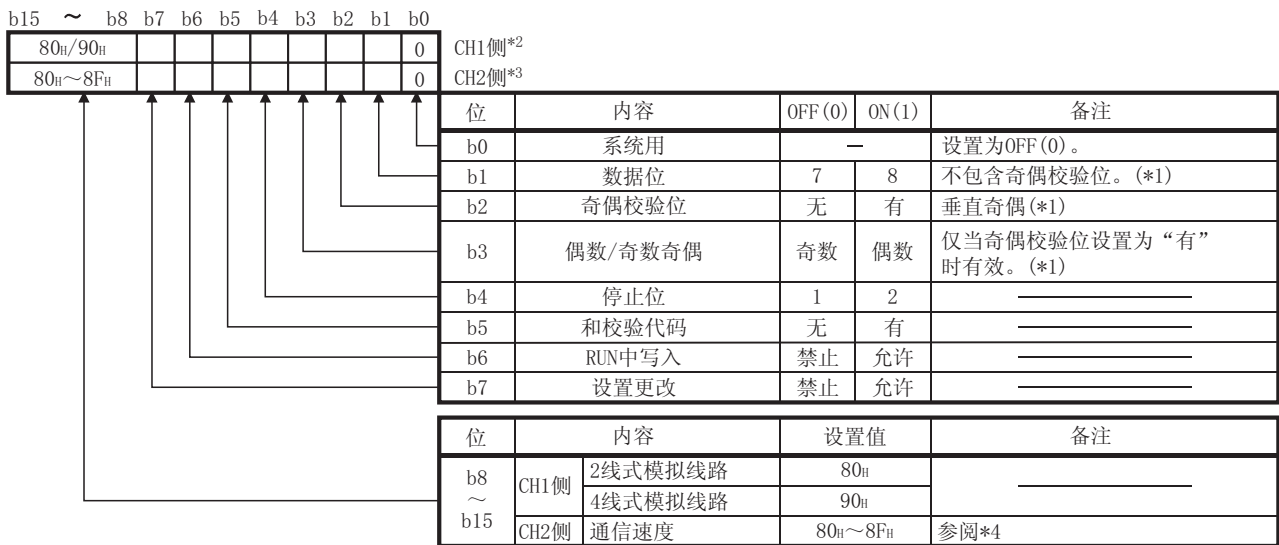 b15 ～ b8 b7 b6 b5 b4 b3 b2 b1 b0
80H/90H 0 CH1侧*2
80H～8FH 0 CH2侧*3
位 内容 OFF(0) ON(1) 备注
b0 系统用 — 设置为OFF(0)。
b1 数据位 7 8 不包含奇偶校验位。(*1)
b2 奇偶校验位 无 有 垂直奇偶(*1)
b3 偶数/奇数奇偶 奇数 偶数 仅当奇偶校验位设置为“有”
时有效。(*1)
b4 停止位 1 2
b5 和校验代码 无 有
b6 RUN中写入 禁止 允许
b7 设置更改 禁止 允许
位 内容 设置值 备注
b8 ～ b15 CH1侧 2线式模拟线路 80H
4线式模拟线路 90H
CH2侧 通信速度 80H～8FH 参阅*4